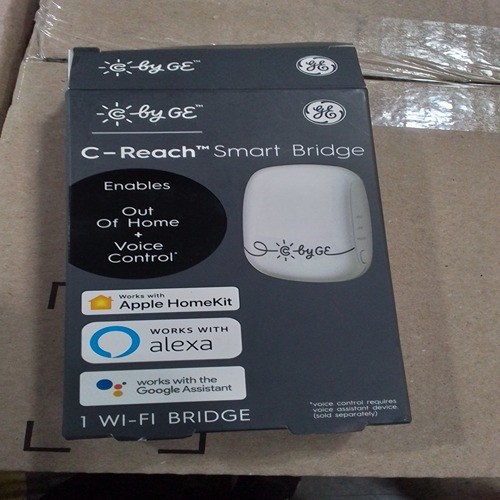 C by GE™
GE
C by GE™
GE
C-Reach™ Smart Bridge
Enables
Out
Of Home
+
Voice
Control*
C by GE
Works with
Apple HomeKit
WORKS WITH
alexa
works with the
Google Assistant
1 WI-FI BRIDGE
*voice control requires
voice assistant device
(sold separately)